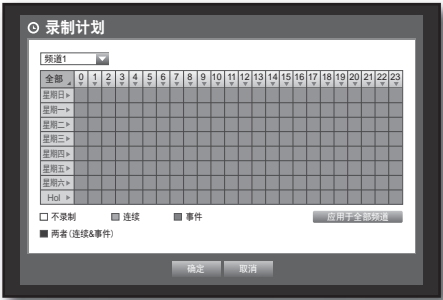 录制计划
频道1
全部 0 1 2 3 4 5 6 7 8 9 10 11 12 13 14 15 16 17 18 19 20 21 22 23
星期日
星期一
星期二
星期三
星期四
星期五
星期六
Hol
不录制 连续 事件 应用于全部频道
两者(连续&事件)
确定 取消